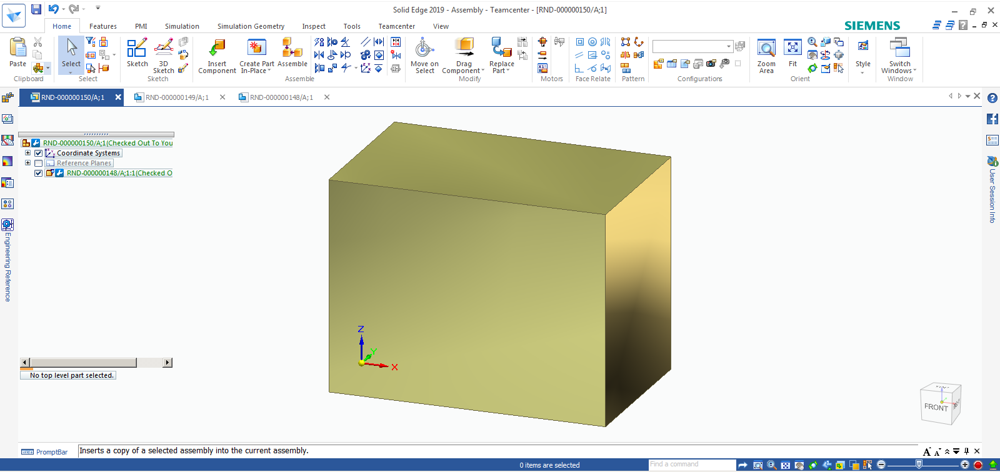 Solid Edge 2019 - Assembly - Teamcenter - [RND-000000150/A;1]
Home Features PMI Simulation Simulation Geometry Inspect Tools Teamcenter View
SIEMENS
Paste Select Sketch 3D Sketch Insert Component Create Part In-Place Assemble Move on Select Drag Component Replace Part Zoom Area Fit Style Switch Windows
Clipboard Select Sketch Assemble Modify Motors Face Relate Pattern Configurations Orient Window
RND-000000150/A;1 RND-000000149/A;1 RND-000000148/A;1
RND-000000150/A;1(Checked Out To You
Coordinate Systems
Reference Planes
RND-000000148/A;1:1(Checked O
Engineering Reference
User Session Info
Z
Y
X
No top level part selected.
FRONT
PromptBar
Inserts a copy of a selected assembly into the current assembly.
0 items are selected
Find a command